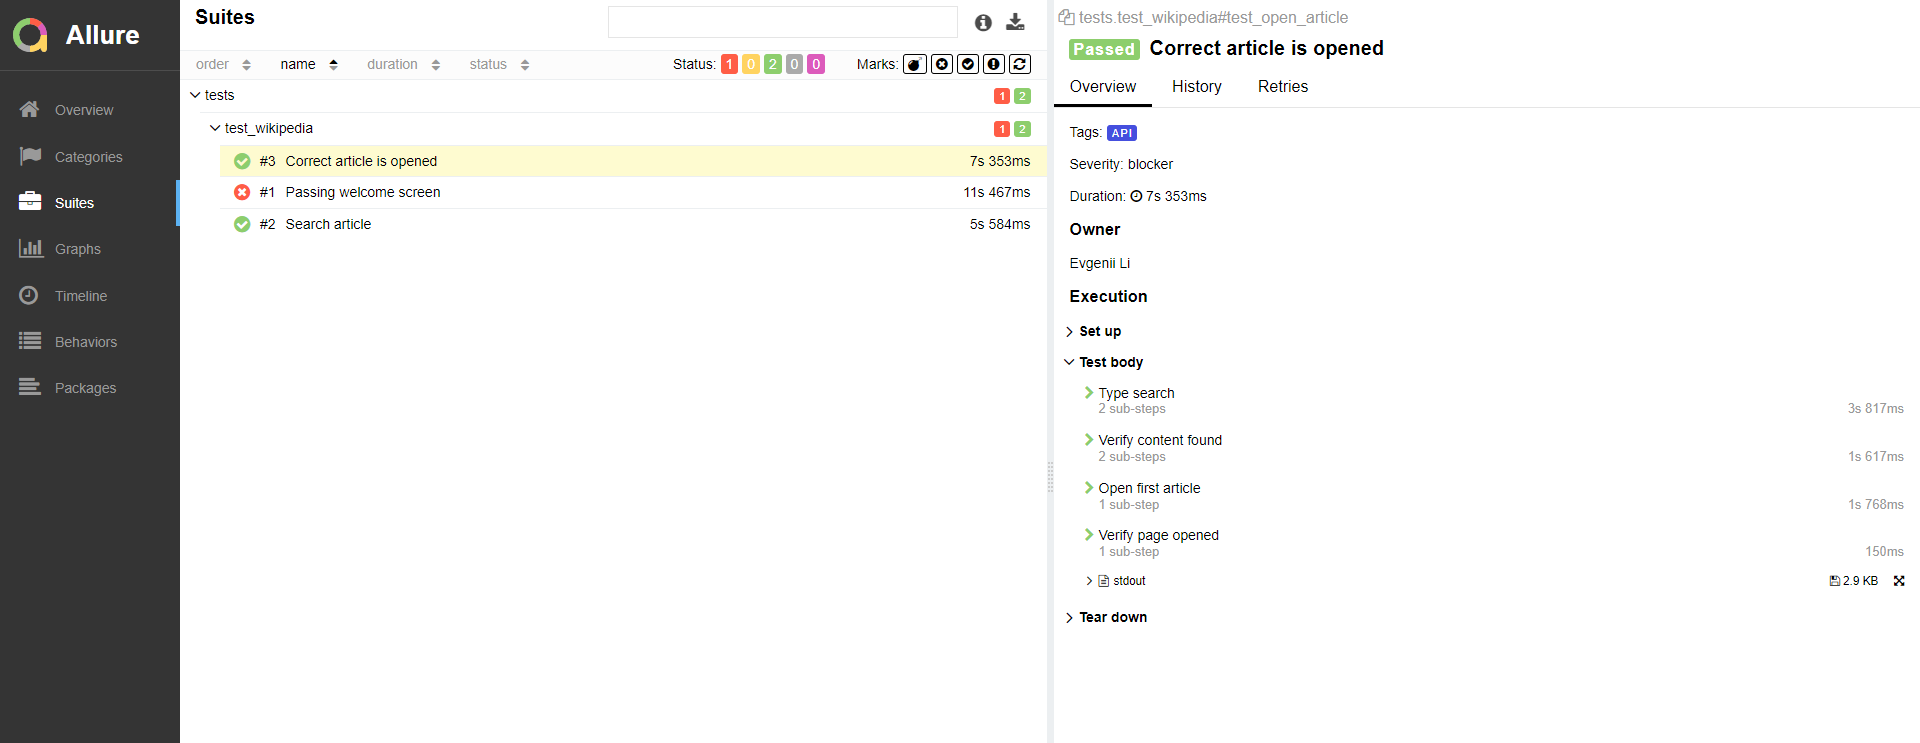 Allure
Overview
Categories
Suites
Graphs
Timeline
Behaviors
Packages
Suites
order name duration status Status: 1 0 2 0 0 Marks:
tests 1 2
test_wikipedia 1 2
#3 Correct article is opened 7s 353ms
#1 Passing welcome screen 11s 467ms
#2 Search article 5s 584ms
tests.test_wikipedia#test_open_article
Passed Correct article is opened
Overview History Retries
Tags: API
Severity: blocker
Duration: 7s 353ms
Owner
Evgenii Li
Execution
Set up
Test body
Type search
2 sub-steps 3s 817ms
Verify content found
2 sub-steps 1s 617ms
Open first article
1 sub-step 1s 768ms
Verify page opened
1 sub-step 150ms
stdout 2.9 KB
Tear down